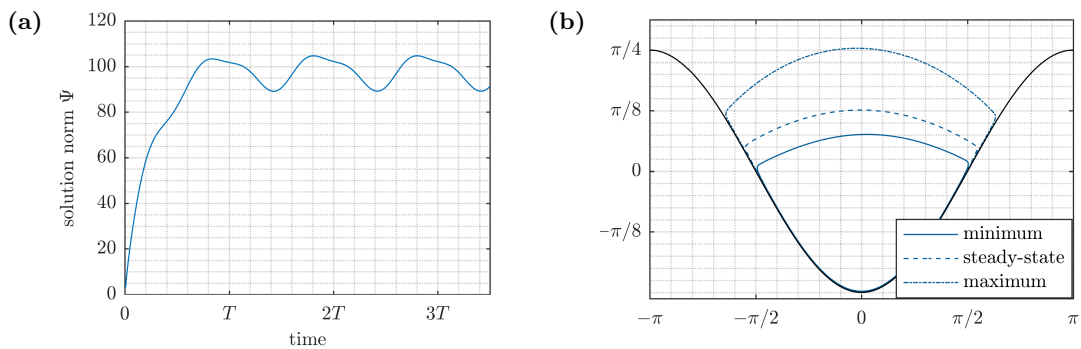 (a)
120
100
80
60
40
20
0
solution norm Ψ
0
T
2T
3T
time
(b)
π/4
π/8
0
−π/8
minimum
steady-state
maximum
−π
−π/2
0
π/2
π